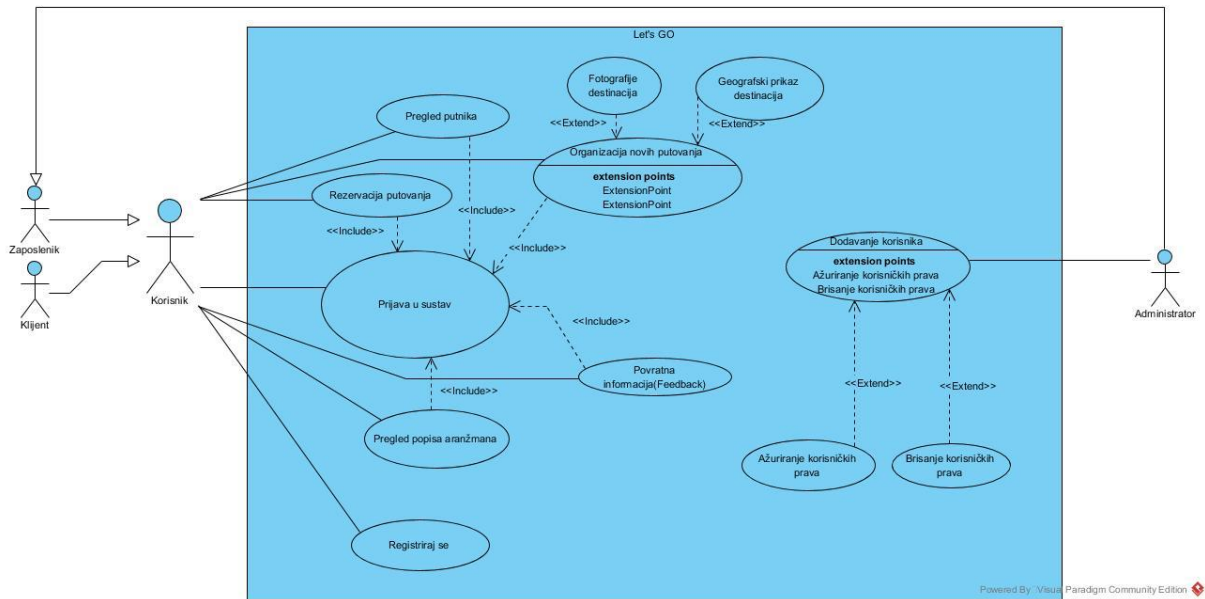 Let's GO
Fotografije
destinacija
Geografski prikaz
destinacija
<<Extend>>
<<Extend>>
Pregled putnika
Organizacija novih putovanja
extension points
ExtensionPoint
ExtensionPoint
Rezervacija putovanja
<<Include>>
<<Include>>
<<Include>>
Zaposlenik
Klijent
Korisnik
Prijava u sustav
Dodavanje korisnika
extension points
Ažuriranje korisničkih prava
Brisanje korisničkih prava
Administrator
<<Include>>
Povratna
informacija(Feedback)
<<Include>>
<<Extend>>
<<Extend>>
Pregled popisa aranžmana
Ažuriranje korisničkih
prava
Brisanje korisničkih
prava
Registriraj se
Powered By Visual Paradigm Community Edition